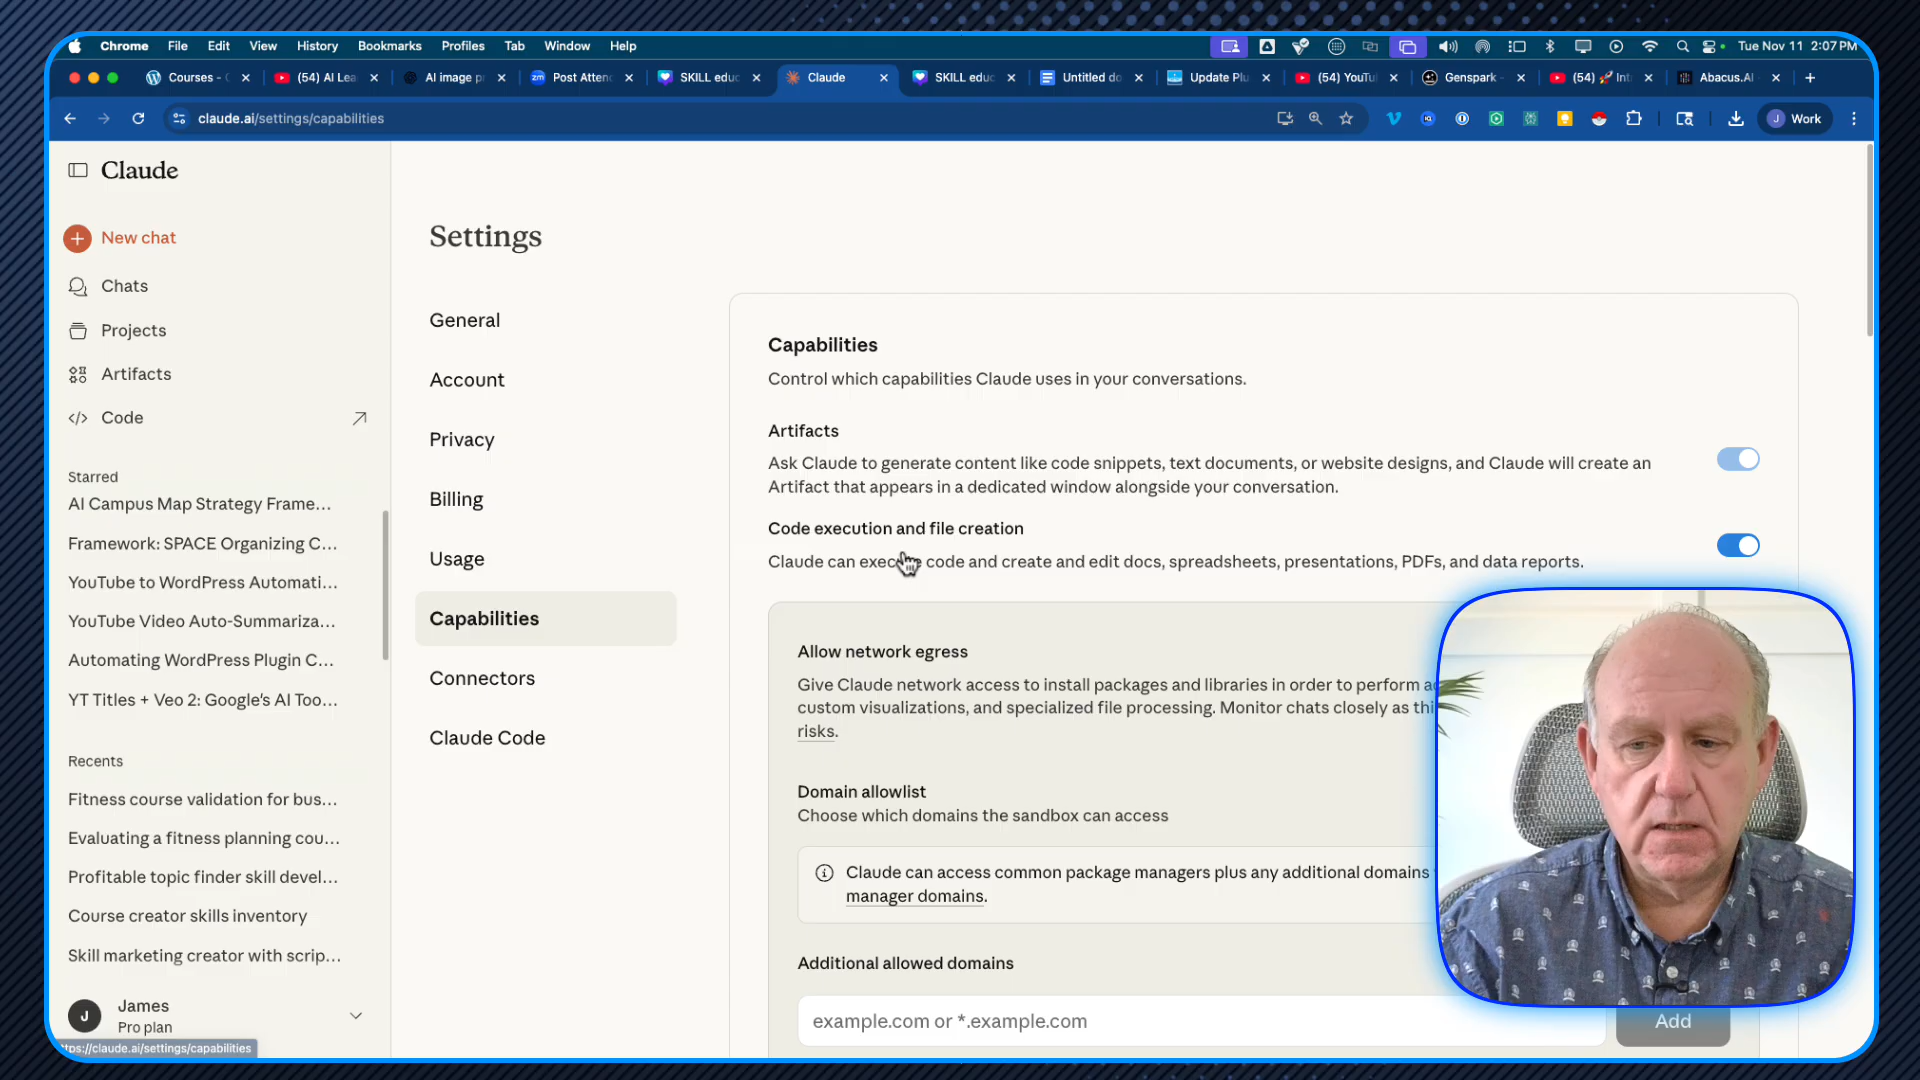 Chrome File Edit View History Bookmarks Profiles Tab Window Help Tue Nov 11 2:07 PM
Courses - (54) AI Lea AI image p Post Atten SKILL edu Claude SKILL edu Untitled do Update Plu (54) YouTu Genspark - (54) Abacus.AI
claude.ai/settings/capabilities
Work
Claude
New chat
Chats
Projects
Artifacts
Code
Starred
AI Campus Map Strategy Frame...
Framework: SPACE Organizing C...
YouTube to WordPress Automati...
YouTube Video Auto-Summariza...
Automating WordPress Plugin C...
YT Titles + Veo 2: Google's AI Too...
Recents
Fitness course validation for bus...
Evaluating a fitness planning cou...
Profitable topic finder skill devel...
Course creator skills inventory
Skill marketing creator with scrip...
J
James
Pro plan
ttps://claude.ai/settings/capabilities
Settings
General
Account
Privacy
Billing
Usage
Capabilities
Connectors
Claude Code
Capabilities
Control which capabilities Claude uses in your conversations.
Artifacts
Ask Claude to generate content like code snippets, text documents, or website designs, and Claude will create an
Artifact that appears in a dedicated window alongside your conversation.
Code execution and file creation
Claude can execute code and create and edit docs, spreadsheets, presentations, PDFs, and data reports.
Allow network egress
Give Claude network access to install packages and libraries in order to perform
custom visualizations, and specialized file processing. Monitor chats closely as
risks.
Domain allowlist
Choose which domains the sandbox can access
Claude can access common package managers plus any additional domains
manager domains.
Additional allowed domains
example.com or *.example.com
Add